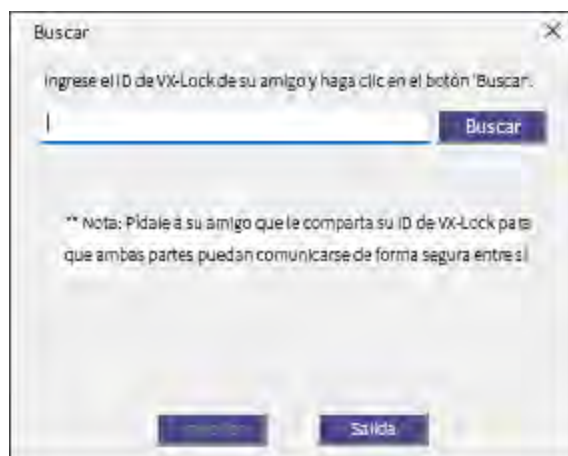 Buscar
Ingrese el ID de VX-Lock de su amigo y haga clic en el botón 'Buscar'.
Buscar
** Nota: Pídale a su amigo que le comparta su ID de VX-Lock para
que ambas partes puedan comunicarse de forma segura entre sí
Salida